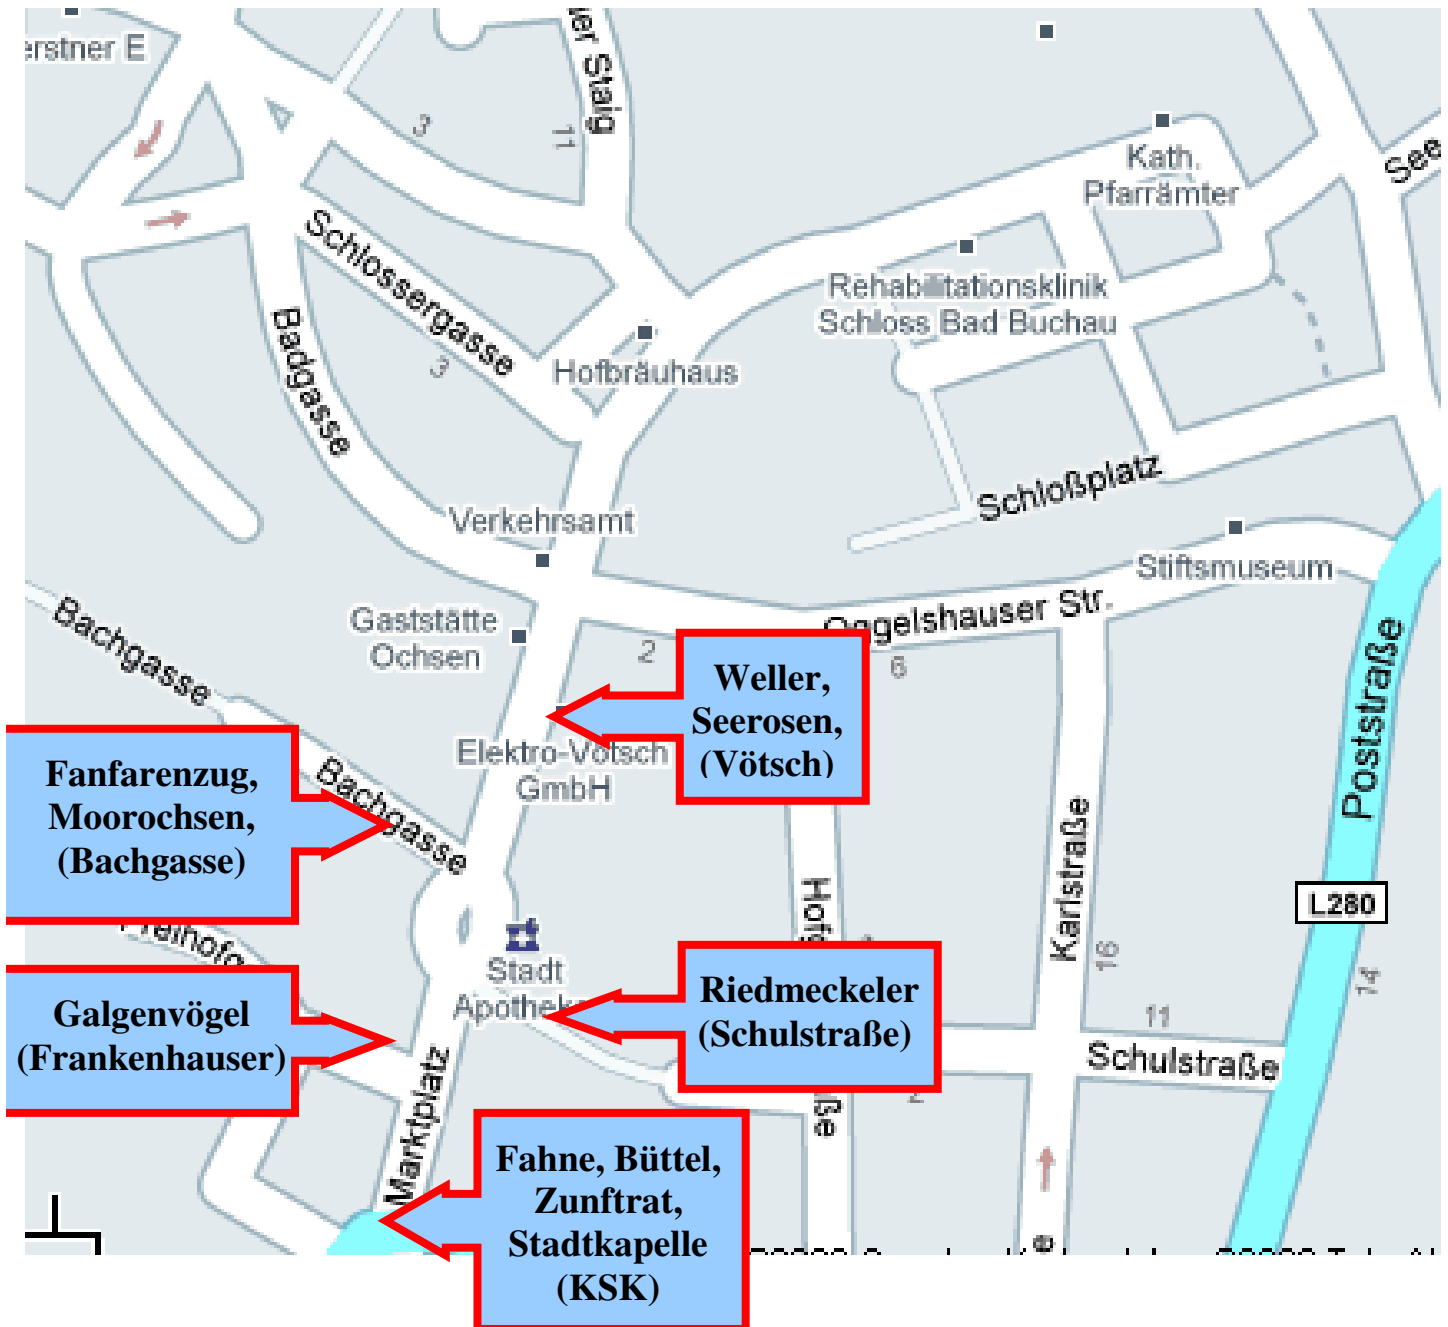 erstner E
er Staig
3
11
Kath.
Pfarrämter
See
Schlossergasse
3
Rehabilitationsklinik
Schloss Bad Buchau
Badgasse
Hofbräuhaus
Schloßplatz
Verkehrsamt
Stiftsmuseum
Bachgasse
Gaststätte
Ochsen
2
Oggelshauser Str.
6
Poststraße
Weller,
Seerosen,
(Vötsch)
Elektro-Vötsch
GmbH
Fanfarenzug,
Moorochsen,
(Bachgasse)
Bachgasse
Hofg
Karlstraße
16
L280
14
Stadt
Apotheke
Galgenvögel
(Frankenhauser)
Riedmeckeler
(Schulstraße)
11
Schulstraße
Marktplatz
ße
Fahne, Büttel,
Zunftrat,
Stadtkapelle
(KSK)
e